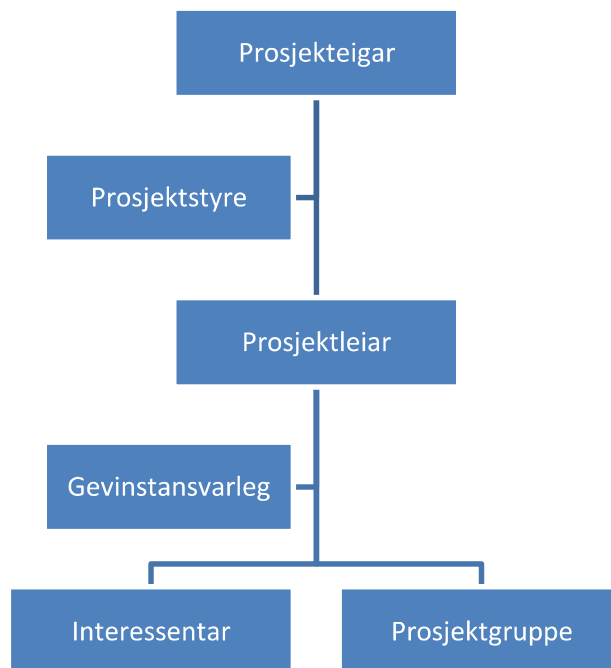 Prosjekteigar
Prosjektstyre
Prosjektleiar
Gevinstansvarleg
Interessentar
Prosjektgruppe